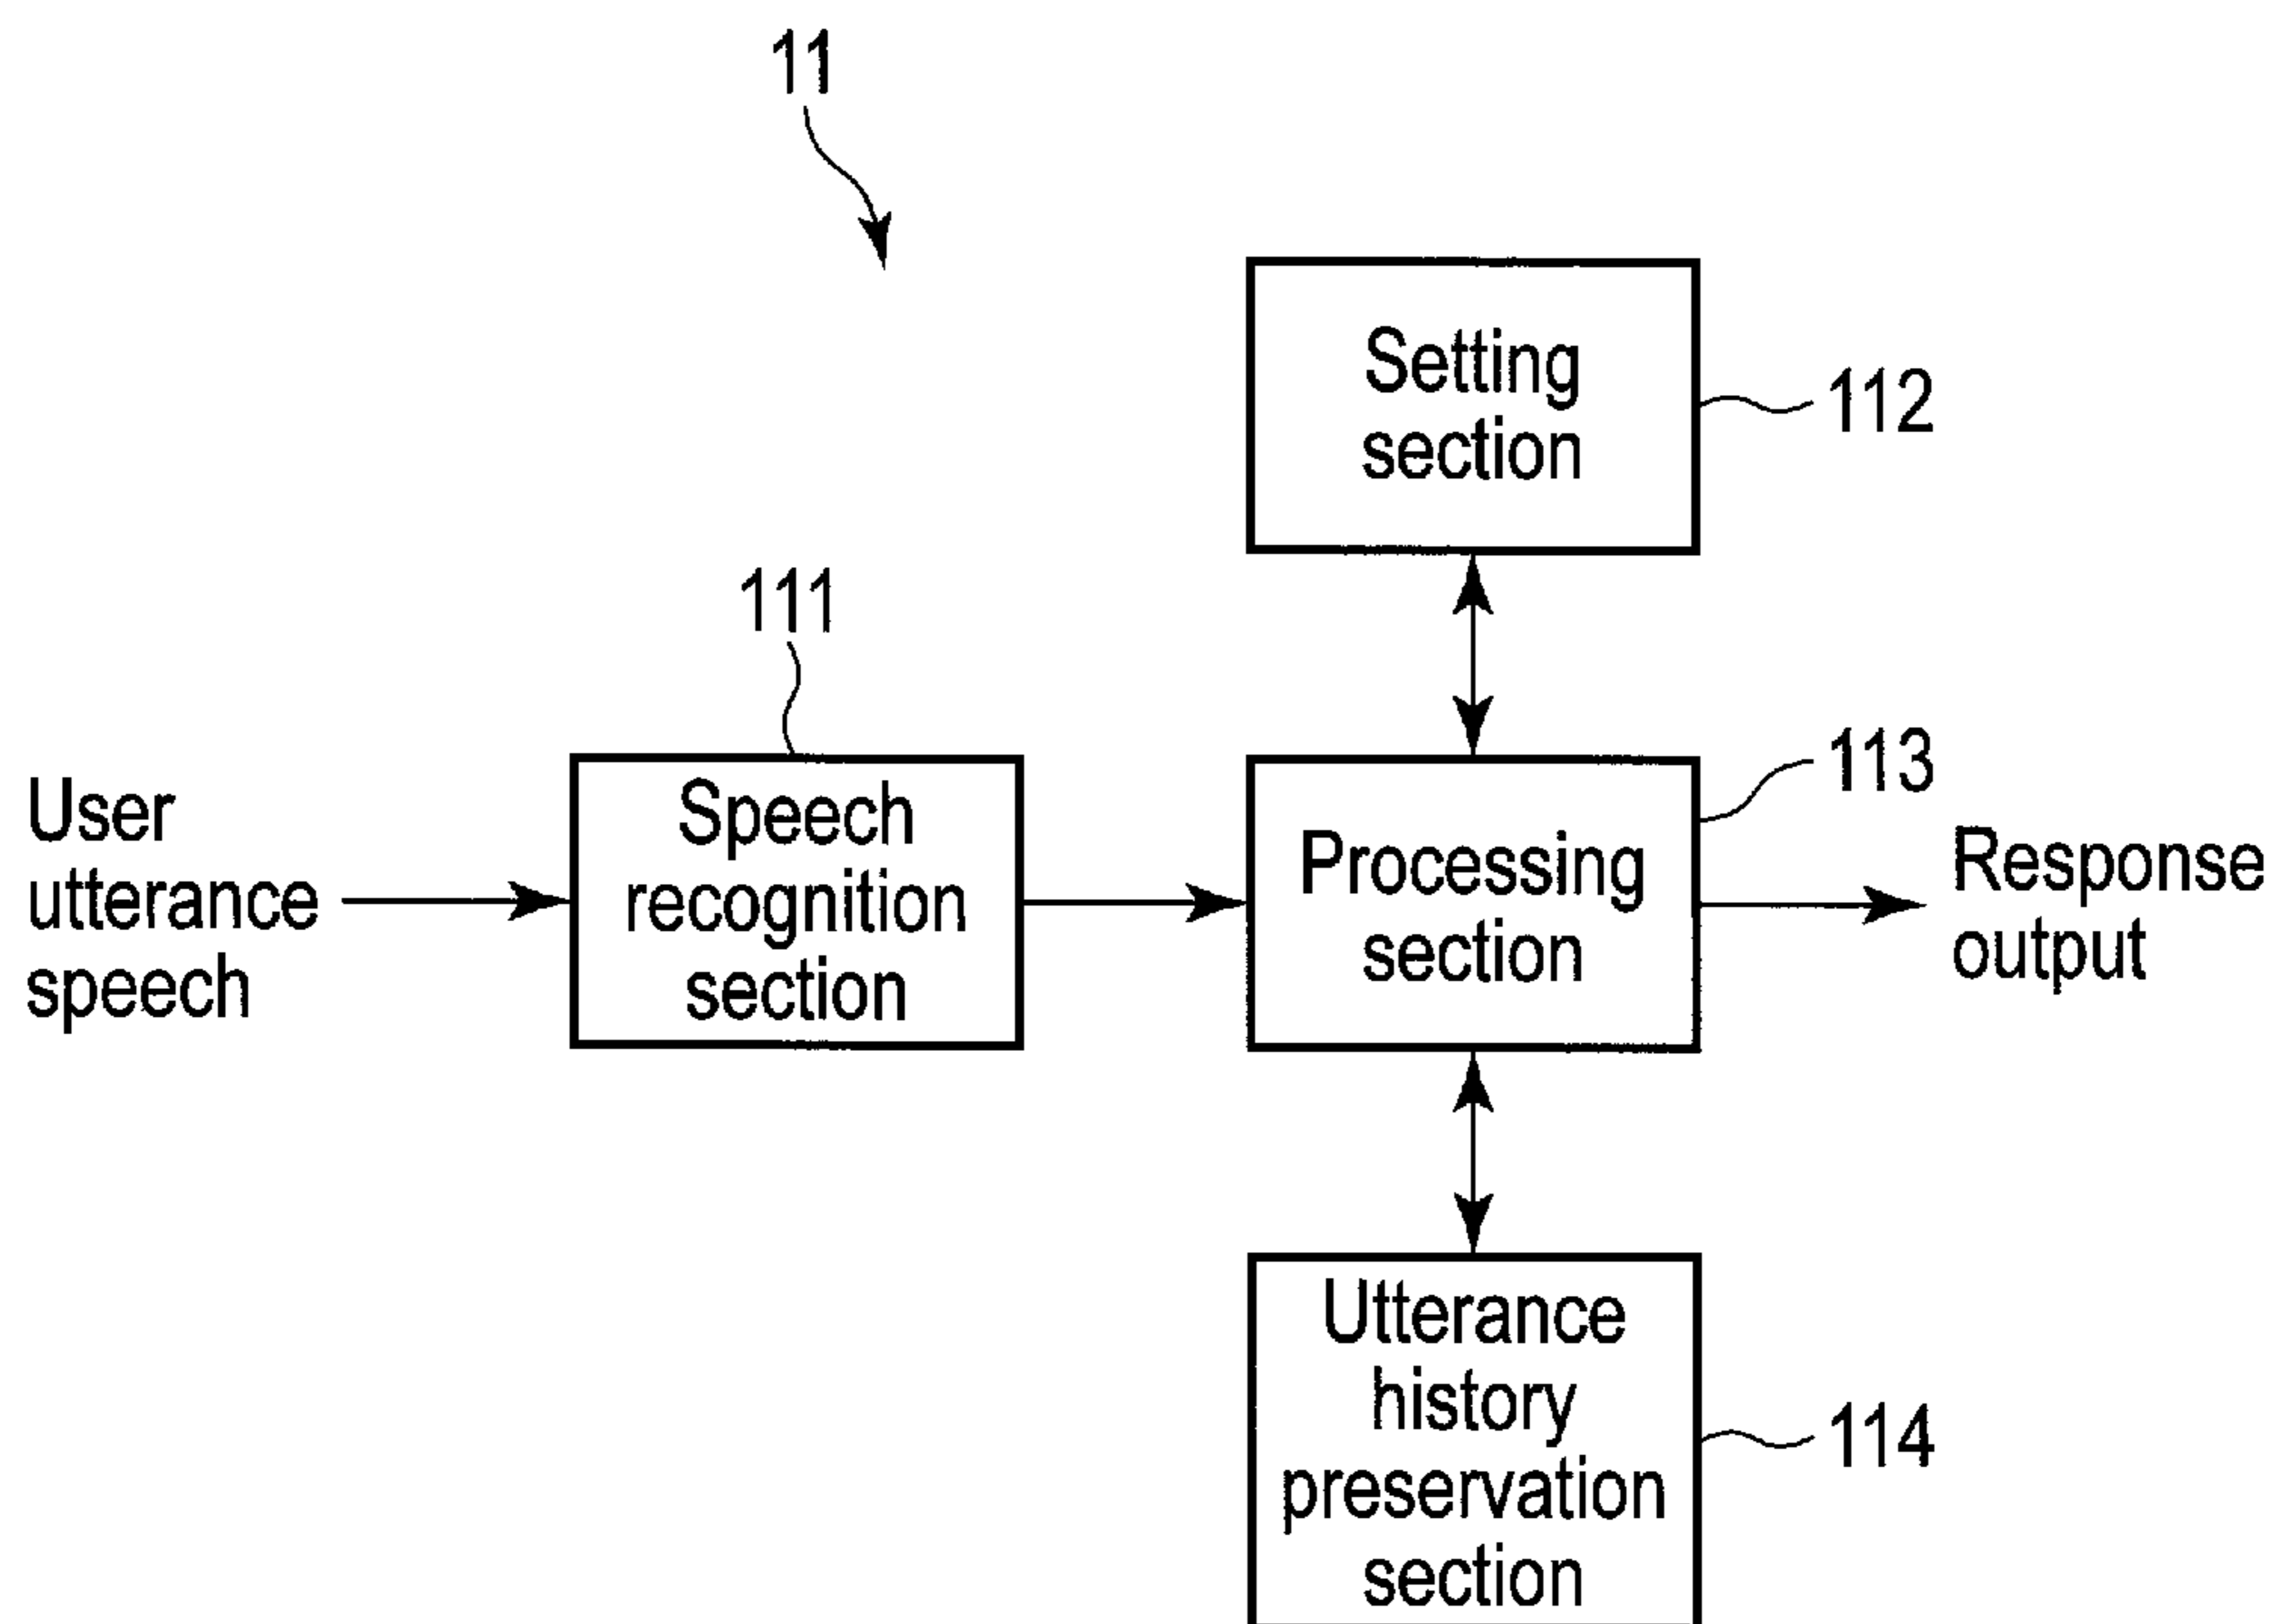 11
Setting
section
112
111
User
utterance
speech
Speech
recognition
section
Processing
section
113
Response
output
Utterance
history
preservation
section
114